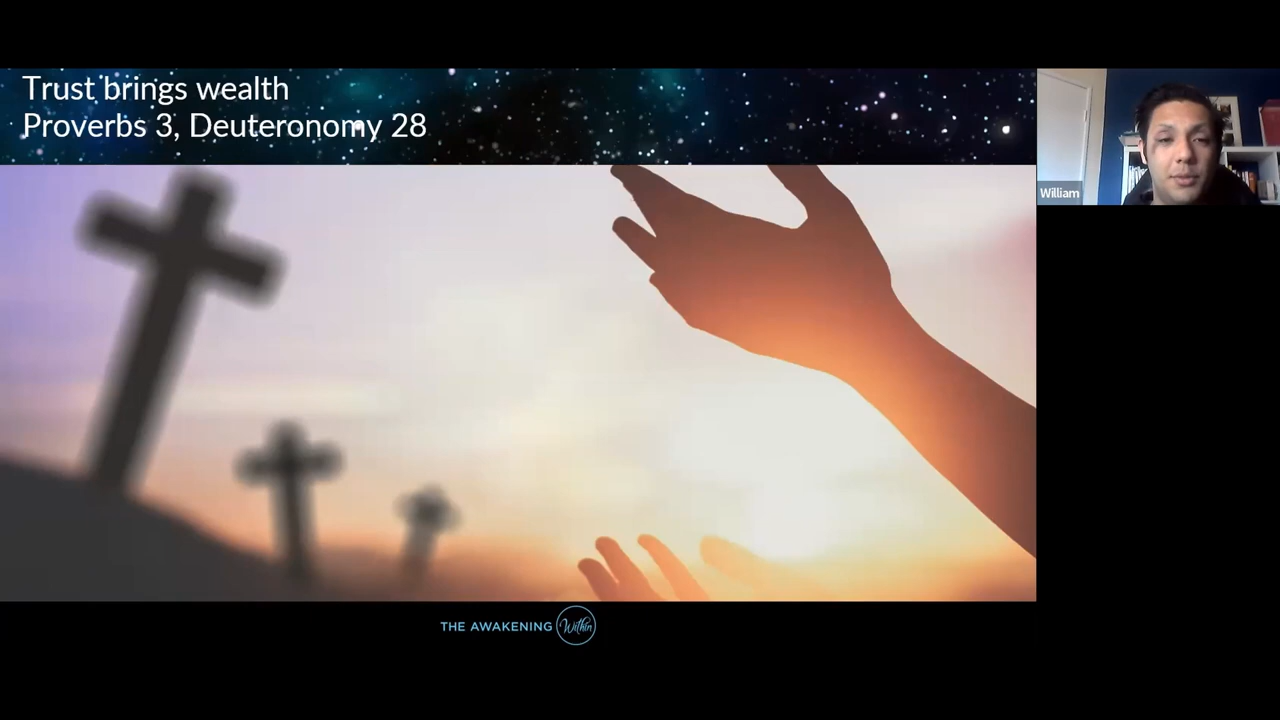 Trust brings wealth
Proverbs 3, Deuteronomy 28
William
THE AWAKENING Within